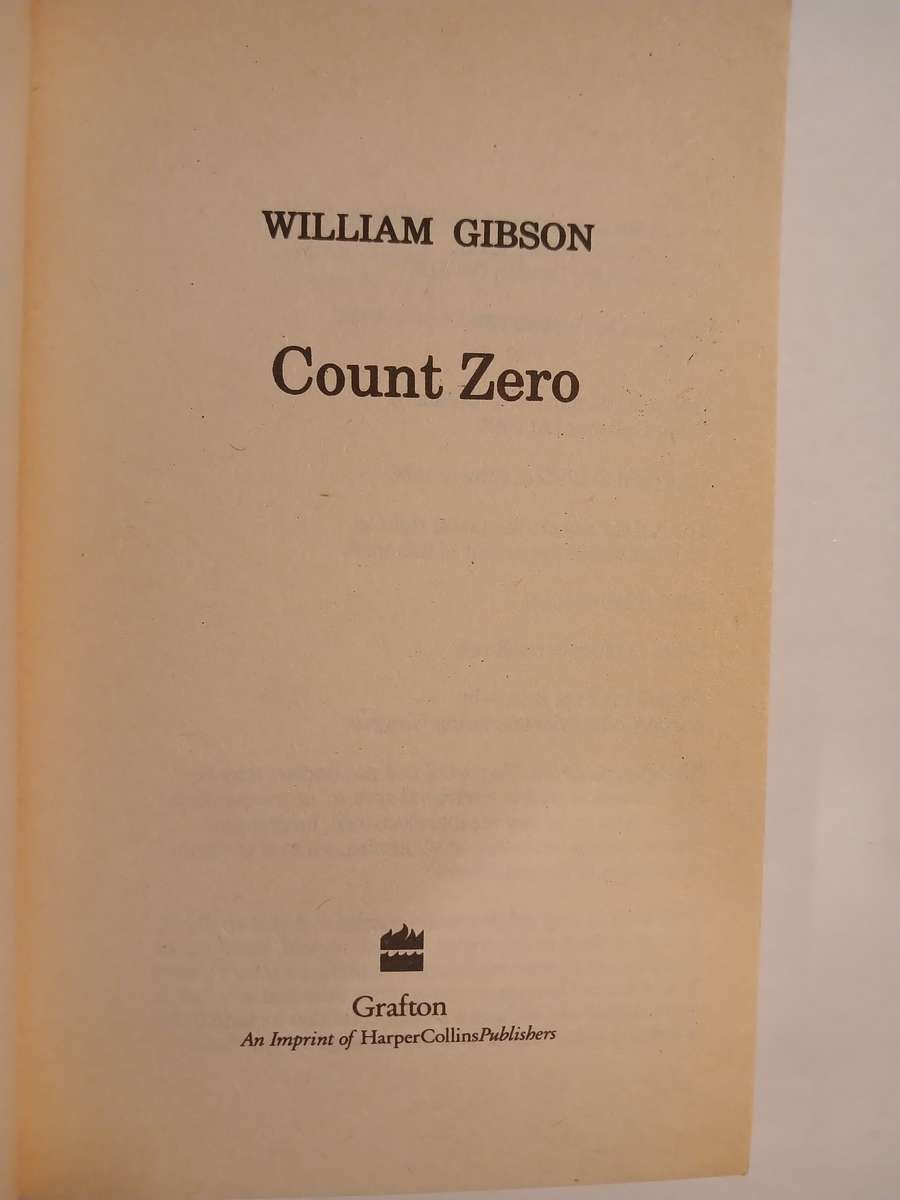 WILLIAM GIBSON
Count Zero
Grafton
An Imprint of HarperCollinsPublishers